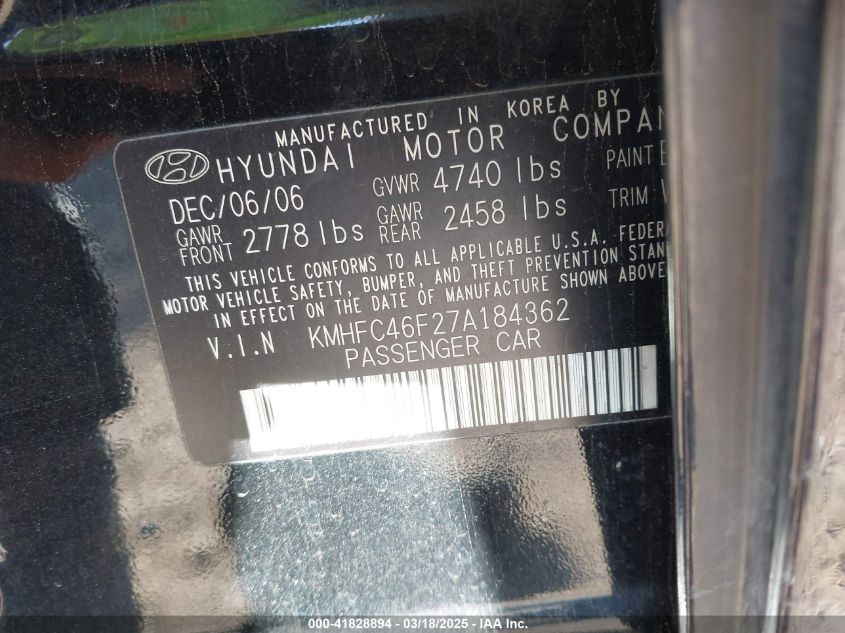 MANUFACTURED IN KOREA BY
HYUNDAI MOTOR COMPAN
DEC/06/06 GVWR 4740 lbs PAINT
GAWR FRONT 2778 lbs GAWR REAR 2458 lbs TRIM
THIS VEHICLE CONFORMS TO ALL APPLICABLE U.S.A. FEDERA
MOTOR VEHICLE SAFETY, BUMPER, AND THEFT PREVENTION STAN
IN EFFECT ON THE DATE OF MANUFACTURE SHOWN ABOVE.
V.I.N KMHFC46F27A184362
PASSENGER CAR
000-41828894 - 03/18/2025 - IAA, Inc.